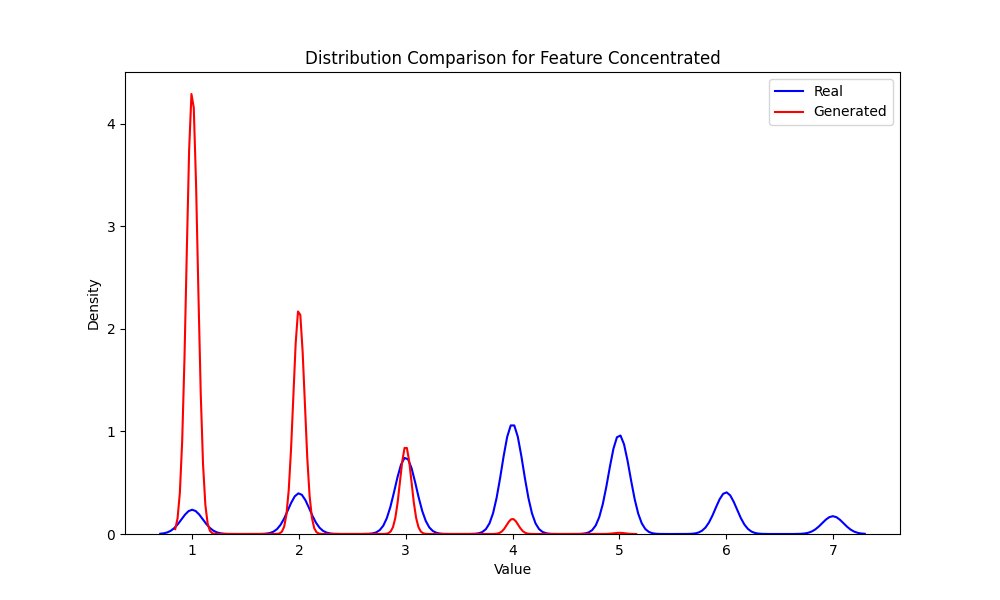 Distribution Comparison for Feature Concentrated
Real
Generated
Density
4
3
2
1
0
1 2 3 4 5 6 7
Value